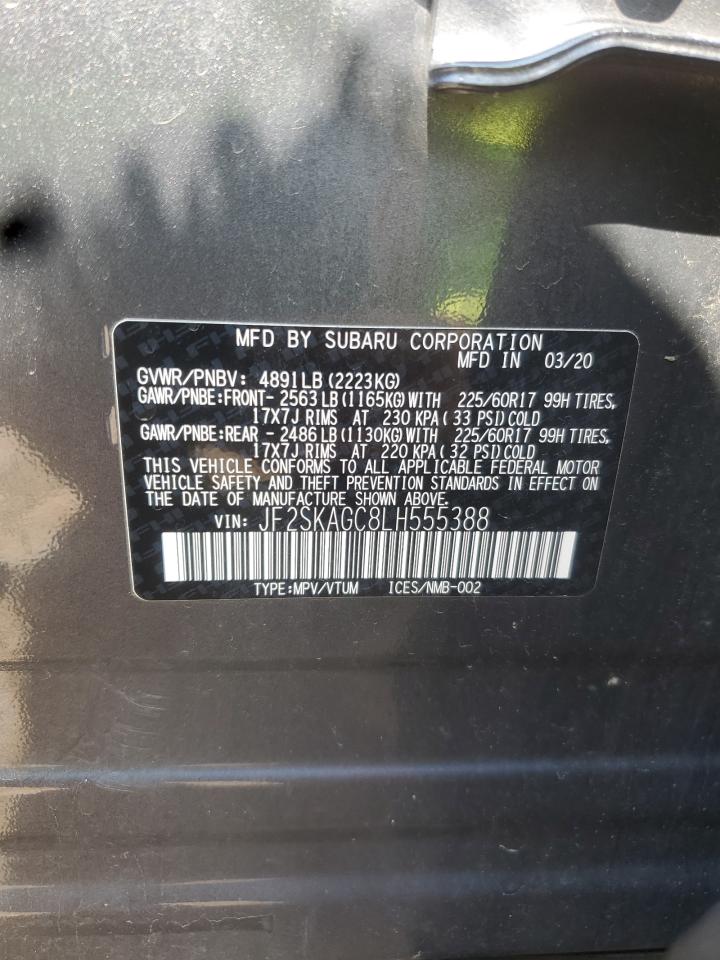 MFD BY SUBARU CORPORATION
MFD IN 03/20
GVWR/PNBV: 4891LB(2223KG)
GAWR/PNBE:FRONT- 2563LB(1165KG)WITH 225/60R17 99H TIRES,
17X7J RIMS AT 230 KPA(33 PSI)COLD
GAWR/PNBE:REAR - 2486LB(1130KG)WITH 225/60R17 99H TIRES,
17X7J RIMS AT 220 KPA(32 PSI)COLD
THIS VEHICLE CONFORMS TO ALL APPLICABLE FEDERAL MOTOR
VEHICLE SAFETY AND THEFT PREVENTION STANDARDS IN EFFECT ON
THE DATE OF MANUFACTURE SHOWN ABOVE.
VIN: JF2SKAGC8LH555388
TYPE:MPV/VTUM ICES/NMB-002